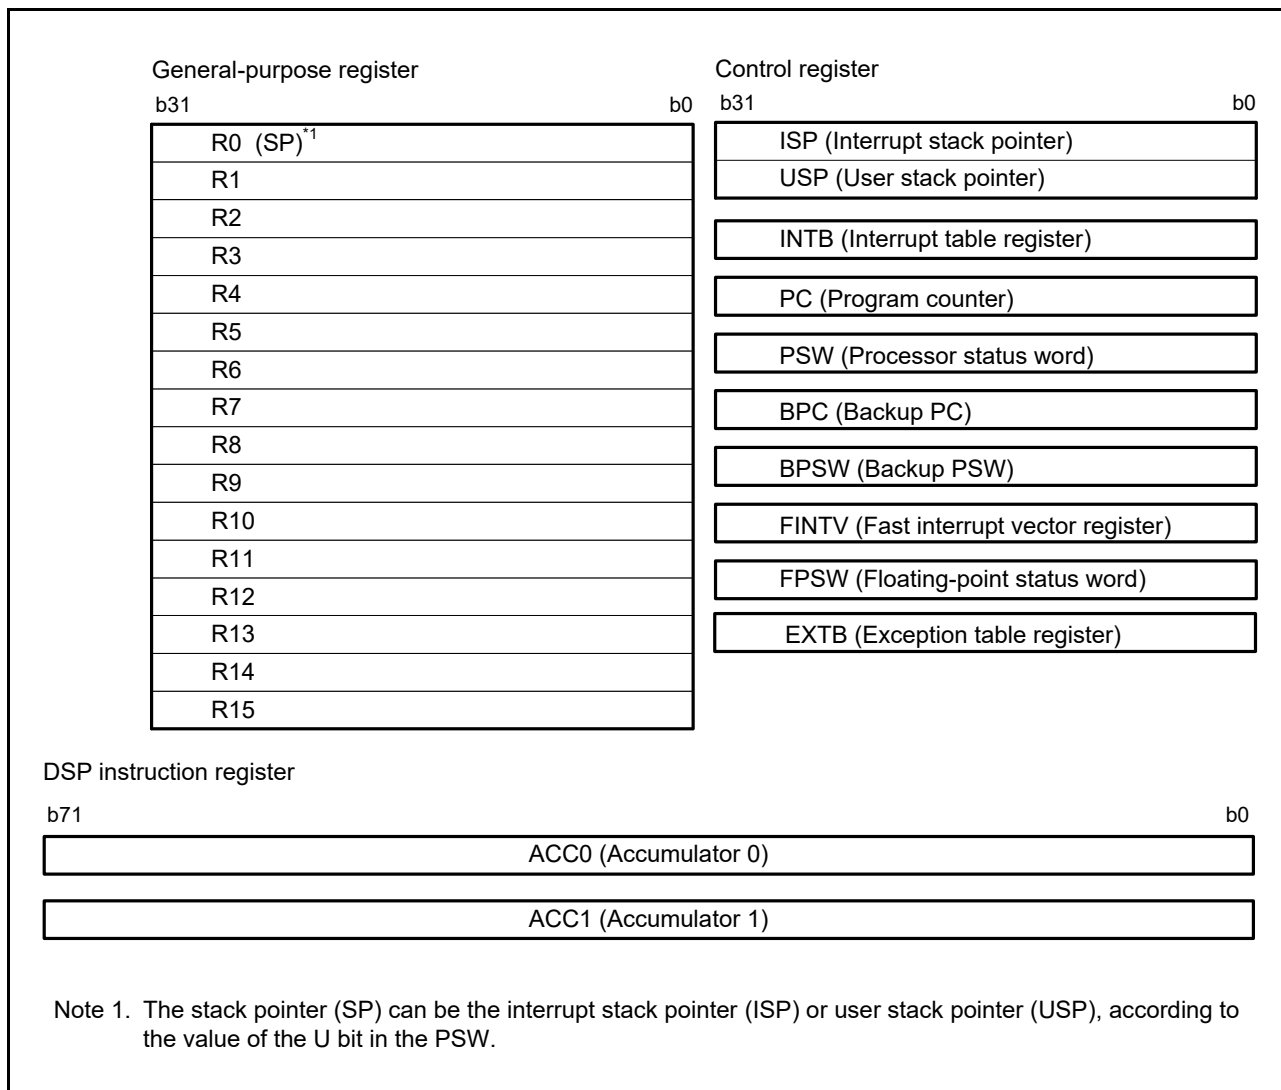 General-purpose register
b31 b0
R0 (SP)*1
R1
R2
R3
R4
R5
R6
R7
R8
R9
R10
R11
R12
R13
R14
R15
Control register
b31 b0
ISP (Interrupt stack pointer)
USP (User stack pointer)
INTB (Interrupt table register)
PC (Program counter)
PSW (Processor status word)
BPC (Backup PC)
BPSW (Backup PSW)
FINTV (Fast interrupt vector register)
FPSW (Floating-point status word)
EXTB (Exception table register)
DSP instruction register
b71 b0
ACC0 (Accumulator 0)
ACC1 (Accumulator 1)
Note 1. The stack pointer (SP) can be the interrupt stack pointer (ISP) or user stack pointer (USP), according to
the value of the U bit in the PSW.